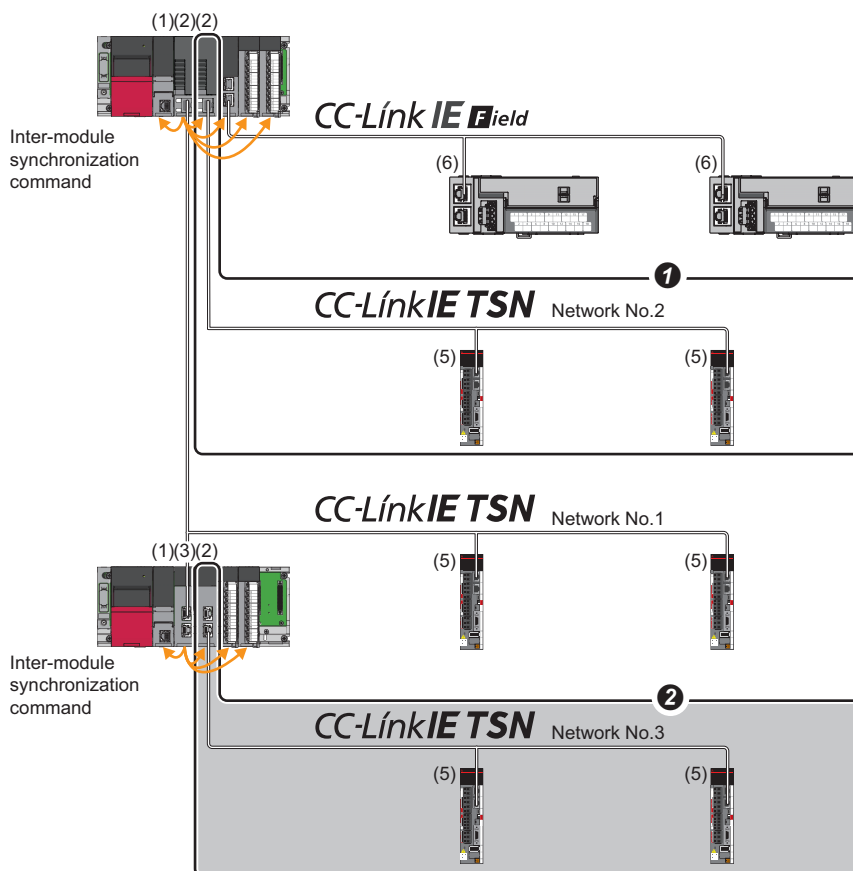 (1)(2)(2)
Inter-module
synchronization
command
CC-Link IE Field
(6)
(6)
1
CC-Link IE TSN Network No.2
(5)
(5)
CC-Link IE TSN Network No.1
(1)(3)(2)
(5)
(5)
Inter-module
synchronization
command
2
CC-Link IE TSN Network No.3
(5)
(5)